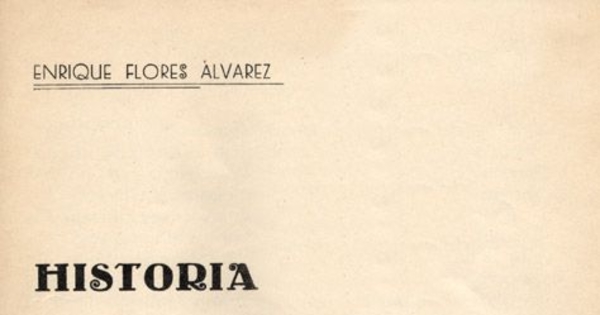 ENRIQUE FLORES ÁLVAREZ
HISTORIA